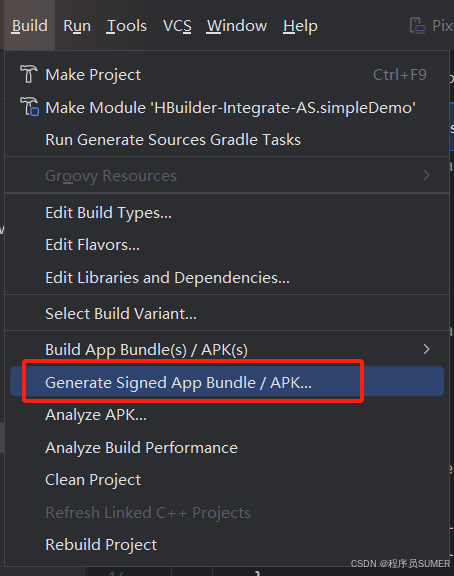 Build Run Tools VCS Window Help Pix
Make Project Ctrl+F9
Make Module 'HBuilder-Integrate-AS.simpleDemo'
Run Generate Sources Gradle Tasks
Groovy Resources
Edit Build Types...
Edit Flavors...
Edit Libraries and Dependencies...
Select Build Variant...
Build App Bundle(s) / APK(s)
Generate Signed App Bundle / APK...
Analyze APK...
Analyze Build Performance
Clean Project
Refresh Linked C++ Projects
Rebuild Project
CSDN @程序员SUMER